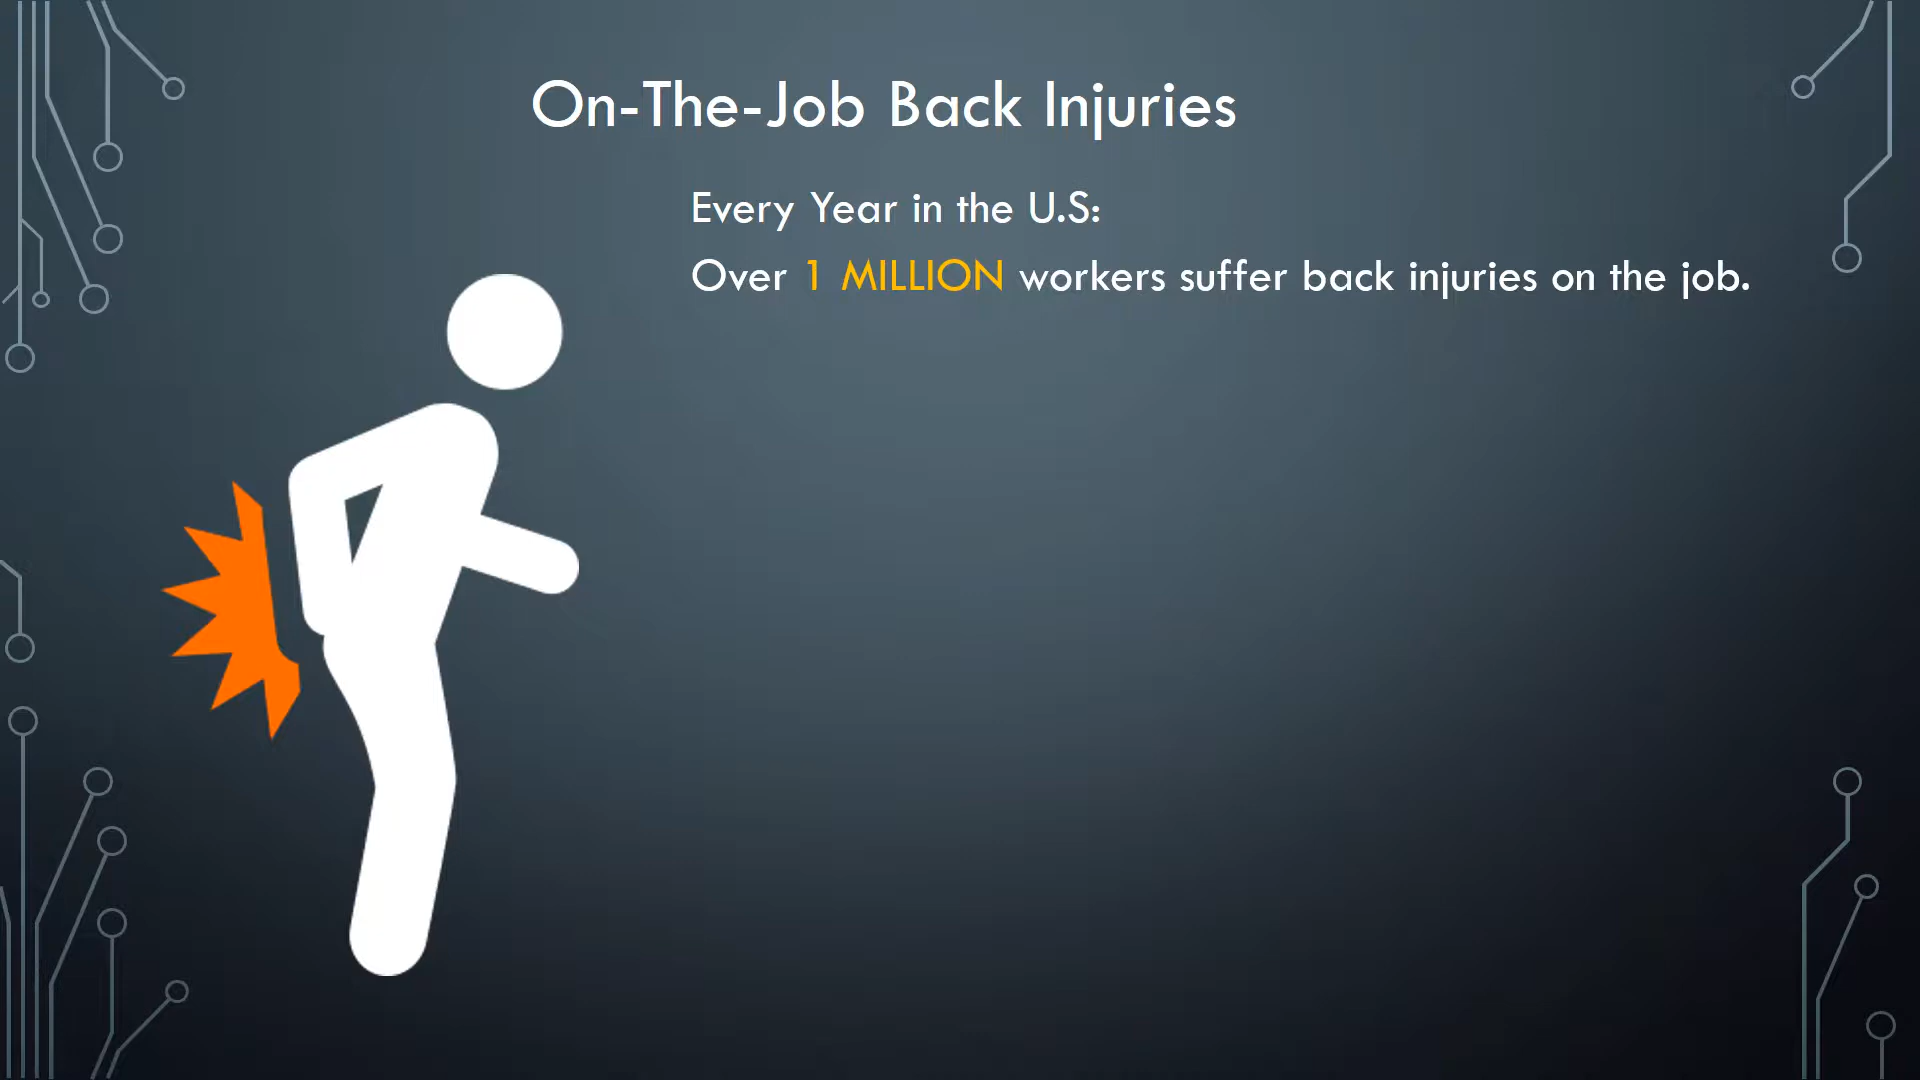 On-The-Job Back Injuries
Every Year in the U.S:
Over 1 MILLION workers suffer back injuries on the job.